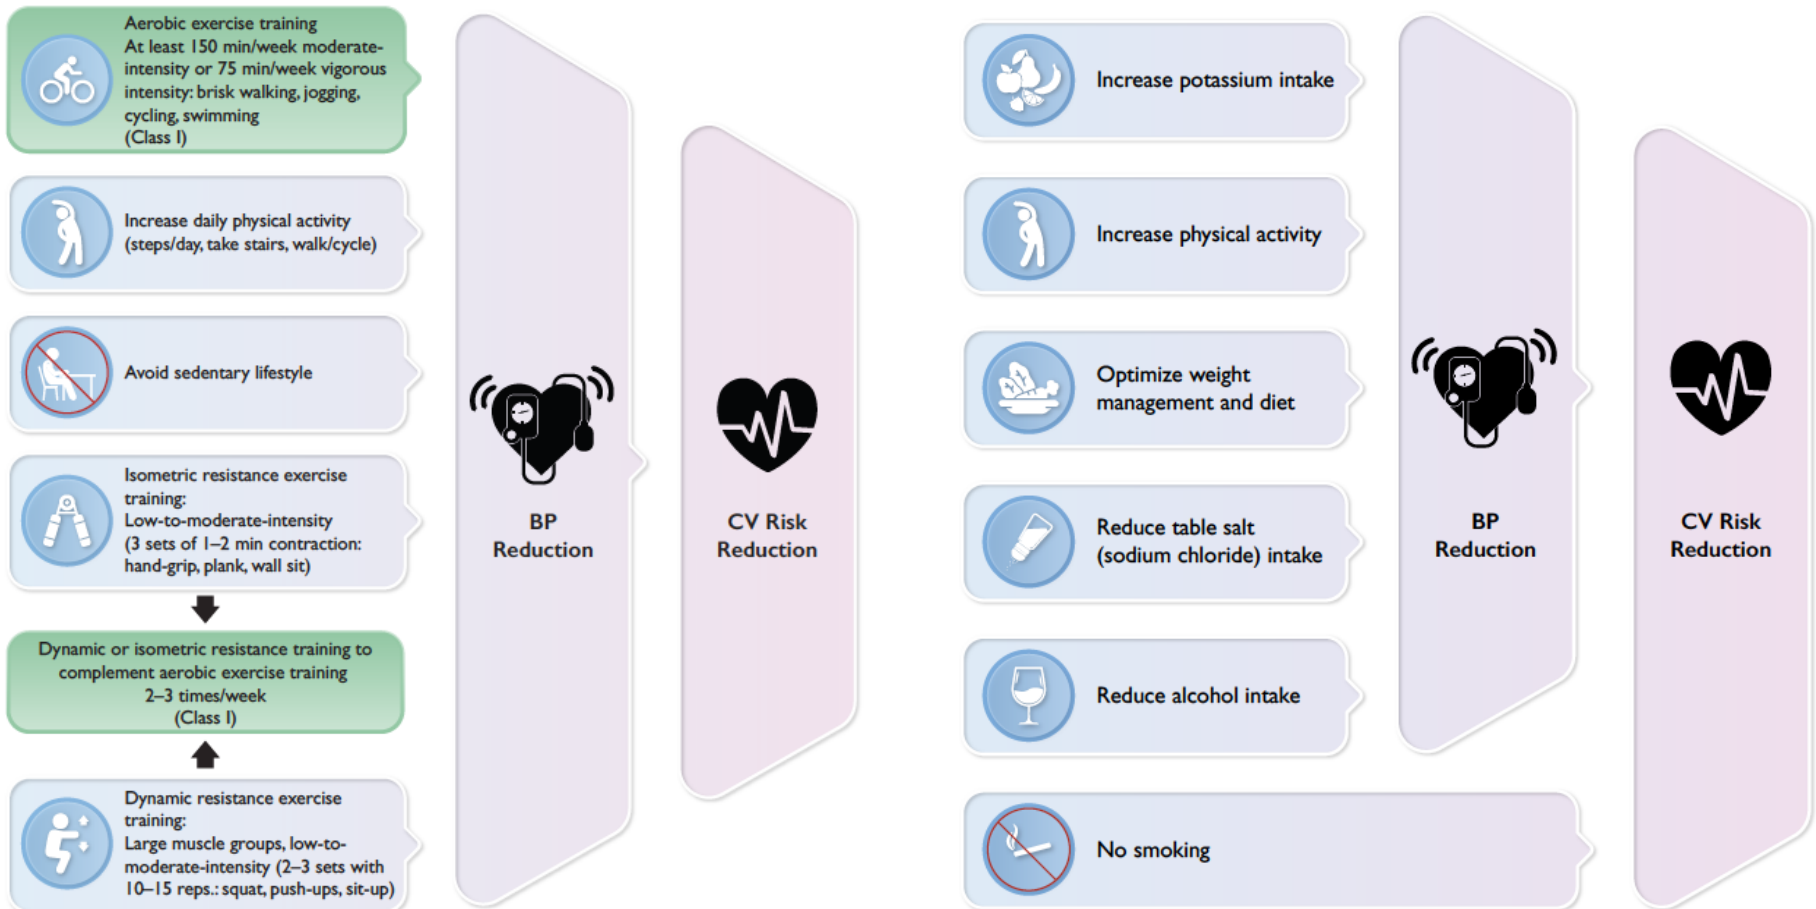 Aerobic exercise training
At least 150 min/week moderate-
intensity or 75 min/week vigorous
intensity: brisk walking, jogging,
cycling, swimming
(Class I)
Increase daily physical activity
(steps/day, take stairs, walk/cycle)
Avoid sedentary lifestyle
Isometric resistance exercise
training:
Low-to-moderate-intensity
(3 sets of 1–2 min contraction:
hand-grip, plank, wall sit)
Dynamic or isometric resistance training to
complement aerobic exercise training
2–3 times/week
(Class I)
Dynamic resistance exercise
training:
Large muscle groups, low-to-
moderate-intensity (2–3 sets with
10–15 reps.: squat, push-ups, sit-up)
BP
Reduction
CV Risk
Reduction
Increase potassium intake
Increase physical activity
Optimize weight
management and diet
Reduce table salt
(sodium chloride) intake
Reduce alcohol intake
No smoking
BP
Reduction
CV Risk
Reduction